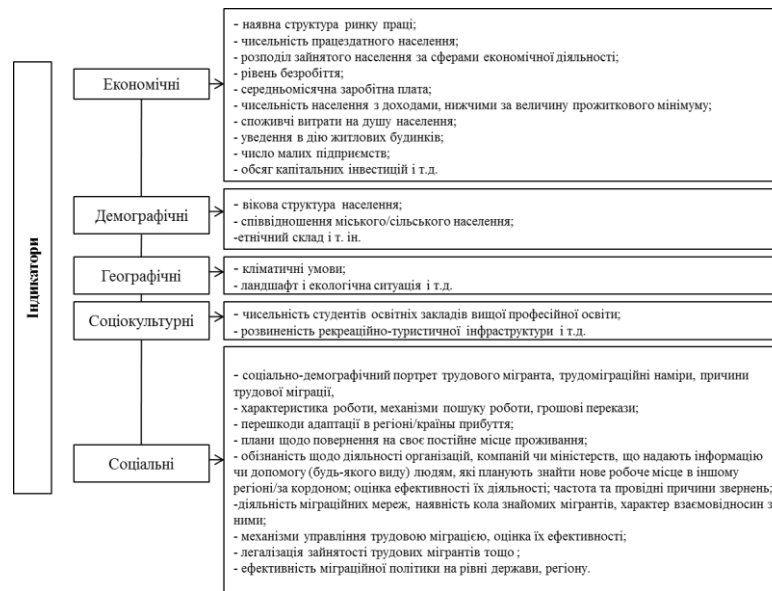 Індикатори
Економічні
- наявна структура ринку праці;
- чисельність працездатного населення;
- розподіл зайнятого населення за сферами економічної діяльності;
- рівень безробіття;
- середньомісячна заробітна плата;
- чисельність населення з доходами, нижчими за величину прожиткового мінімуму;
- споживчі витрати на душу населення;
- уведення в дію житлових будинків;
- число малих підприємств;
- обсяг капітальних інвестицій і т.д.
Демографічні
- вікова структура населення;
- співвідношення міського/сільського населення;
-етнічний склад і т. ін.
Географічні
- кліматичні умови;
- ландшафт і екологічна ситуація і т.д.
Соціокультурні
- чисельність студентів освітніх закладів вищої професійної освіти;
- розвиненість рекреаційно-туристичної інфраструктури і т.д.
Соціальні
- соціально-демографічний портрет трудового мігранта, трудоміграційні наміри, причини
трудової міграції,
- характеристика роботи, механізми пошуку роботи, грошові перекази;
- перешкоди адаптації в регіоні/країны прибуття;
- плани щодо повернення на своє постійне місце проживання;
- обізнаність щодо діяльності організацій, компаній чи міністерств, що надають інформацію
чи допомогу (будь-якого виду) людям, які планують знайти нове робоче місце в іншому
регіоні/за кордоном; оцінка ефективності їх діяльності; частота та провідні причини звернень;
-діяльність міграційних мереж, наявність кола знайомих мігрантів, характер взаємовідносин з
ними;
- механізми управління трудовою міграцією, оцінка їх ефективності;
- легалізація зайнятості трудових мігрантів тощо ;
- ефективність міграційної політики на рівні держави, регіону.